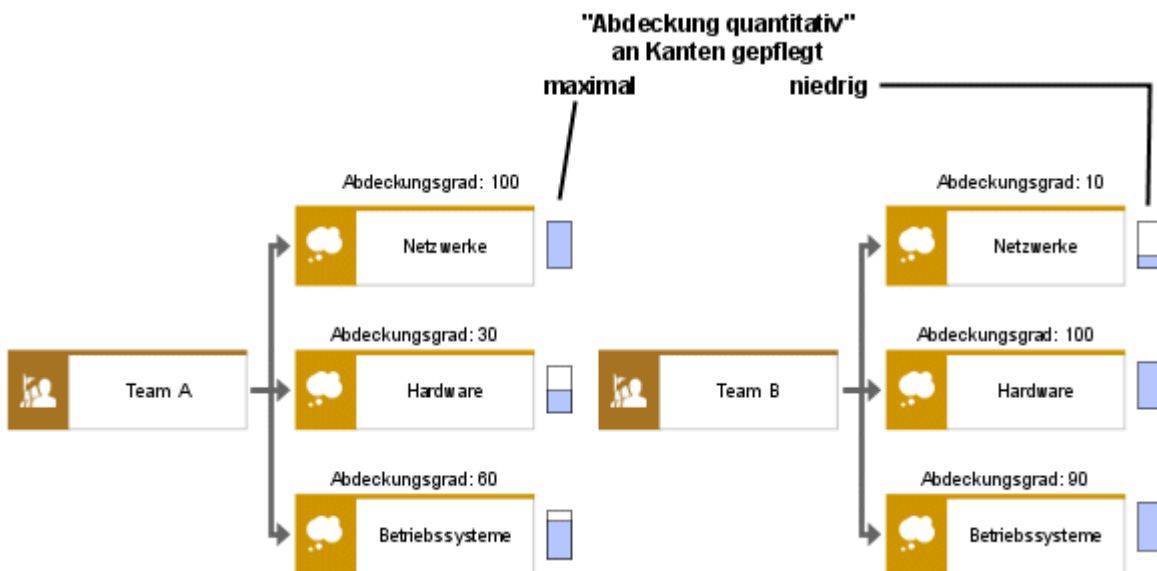 "Abdeckung quantitativ"
an Kanten gepflegt
maximal
niedrig
Abdeckungsgrad: 100
Netzwerke
Abdeckungsgrad: 30
Team A
Hardware
Abdeckungsgrad: 60
Betriebssysteme
Abdeckungsgrad: 10
Netzwerke
Abdeckungsgrad: 100
Team B
Hardware
Abdeckungsgrad: 90
Betriebssysteme